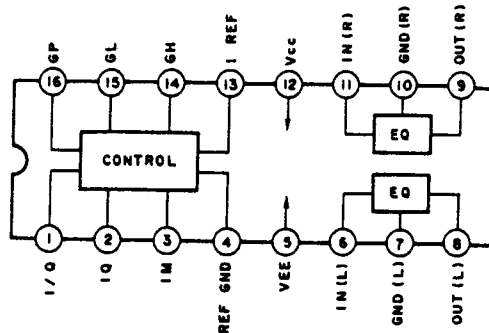 GP
GL
GH
I REF
Vcc
IN(R)
GND(R)
OUT(R)
16
15
14
13
12
11
10
9
CONTROL
EQ
EQ
1
2
3
4
5
6
7
8
I/Q
IQ
IM
REF GND
VEE
IN(L)
GND(L)
OUT(L)